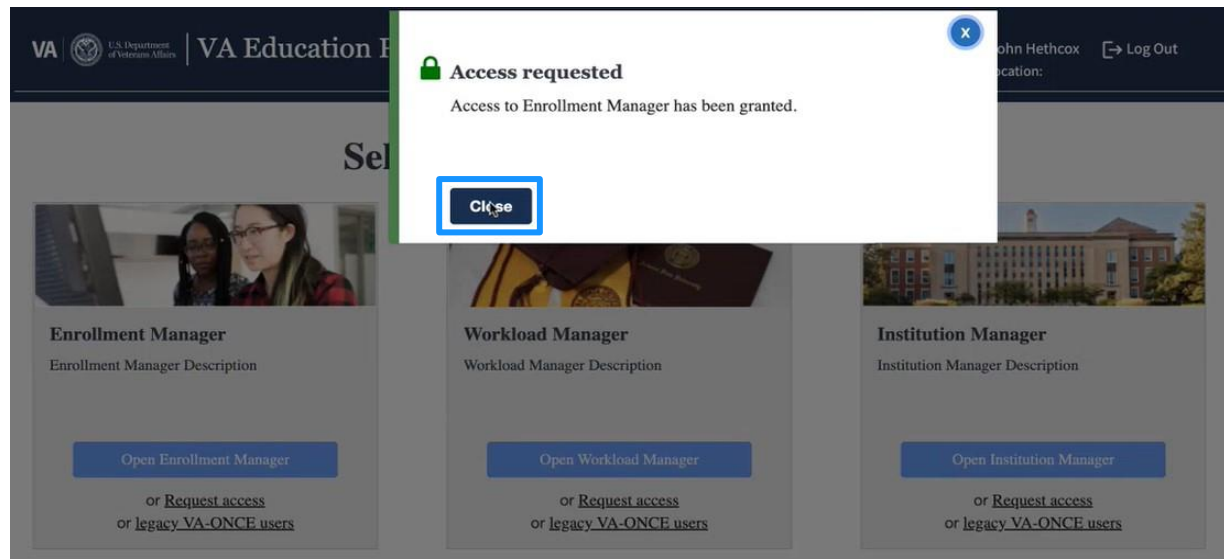 VA U.S. Department of Veterans Affairs VA Education
X
ohn Hethcox Log Out
ocation:
Access requested
Access to Enrollment Manager has been granted.
Close
Sel
Enrollment Manager
Enrollment Manager Description
Open Enrollment Manager
or Request access
or legacy VA-ONCE users
Workload Manager
Workload Manager Description
Open Workload Manager
or Request access
or legacy VA-ONCE users
Institution Manager
Institution Manager Description
Open Institution Manager
or Request access
or legacy VA-ONCE users